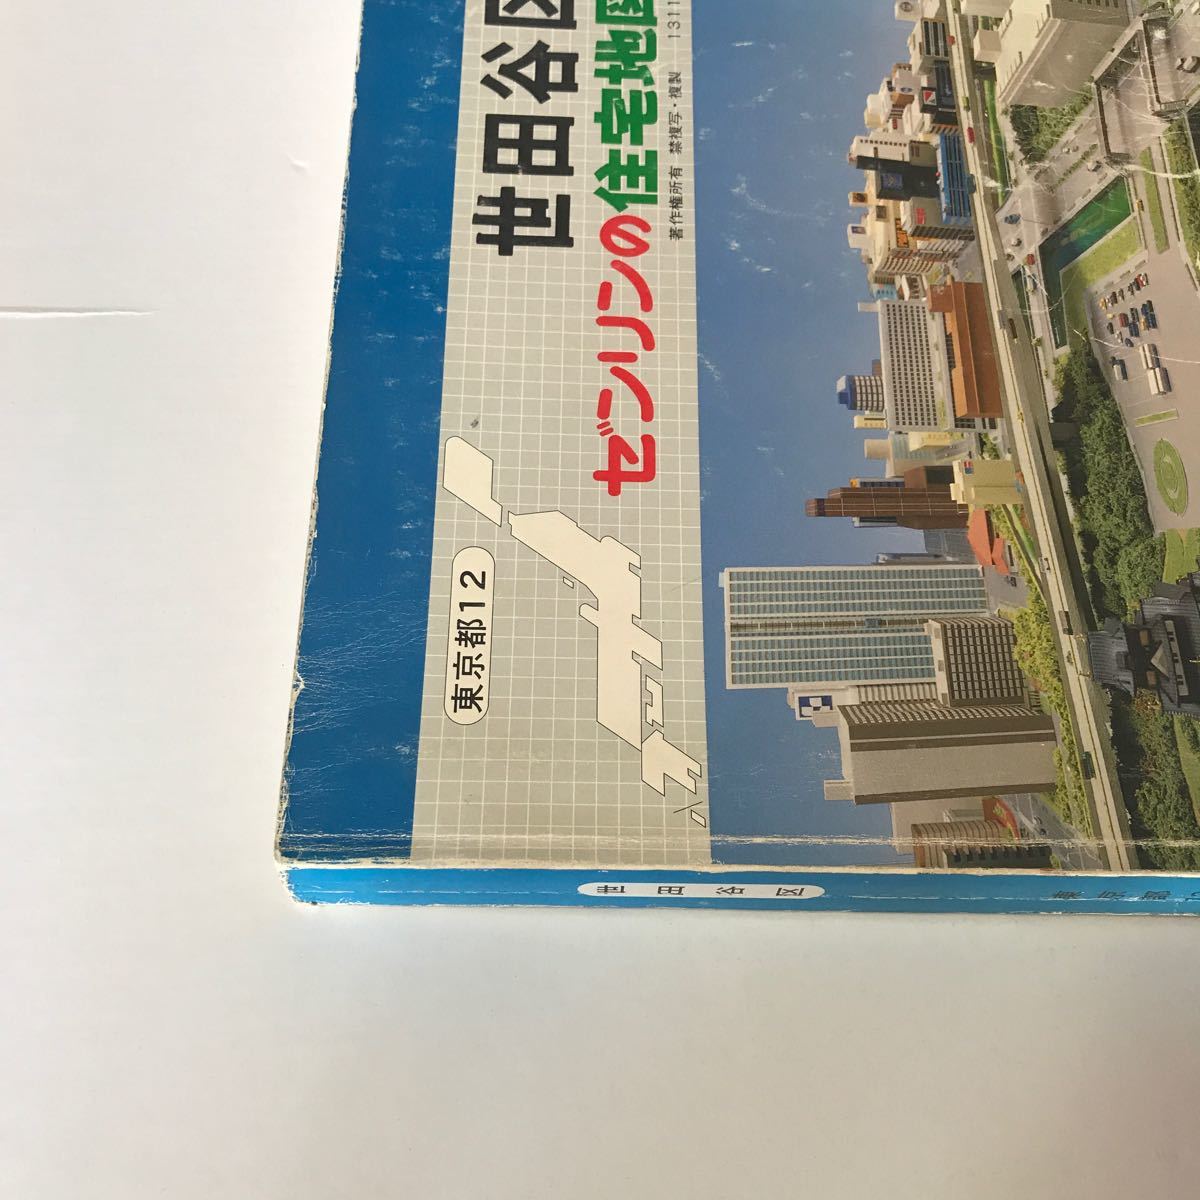 東京都12
世田谷区
ゼンリンの住宅地図
著作権所有 禁複写・複製 1311
世田谷区